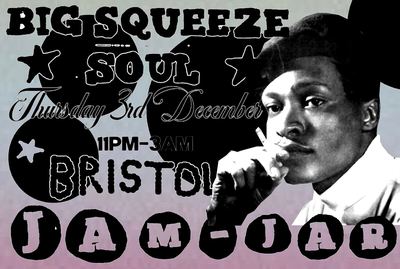 BIG SQUEEZE
SOUL
Thursday 3rd December
11PM-3AM
BRISTOL
JAM-JAR